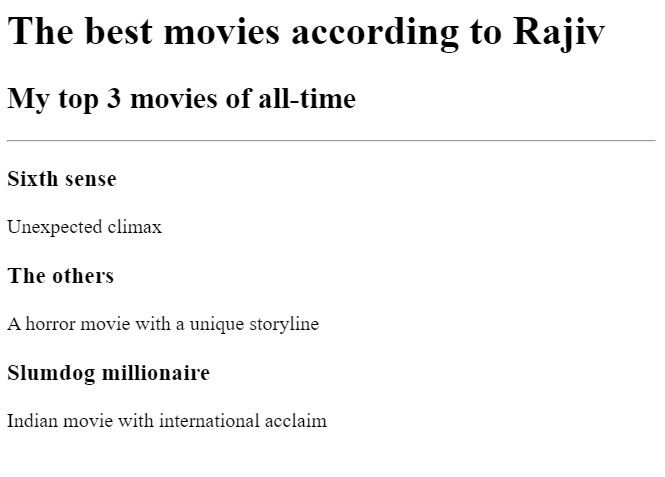 The best movies according to Rajiv
My top 3 movies of all-time
Sixth sense
Unexpected climax
The others
A horror movie with a unique storyline
Slumdog millionaire
Indian movie with international acclaim